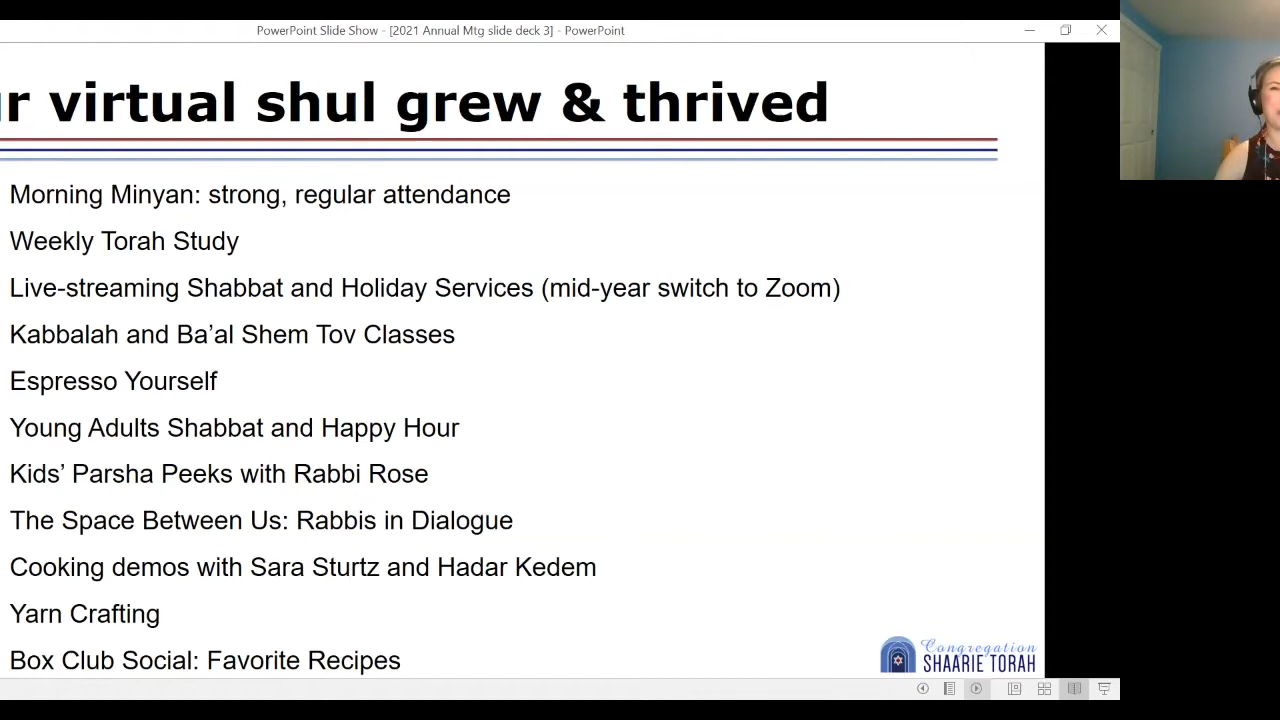 PowerPoint Slide Show - [2021 Annual Mtg slide deck 3] - PowerPoint
r virtual shul grew & thrived
Morning Minyan: strong, regular attendance
Weekly Torah Study
Live-streaming Shabbat and Holiday Services (mid-year switch to Zoom)
Kabbalah and Ba’al Shem Tov Classes
Espresso Yourself
Young Adults Shabbat and Happy Hour
Kids’ Parsha Peeks with Rabbi Rose
The Space Between Us: Rabbis in Dialogue
Cooking demos with Sara Sturtz and Hadar Kedem
Yarn Crafting
Box Club Social: Favorite Recipes
Congregation
SHAARIE TORAH